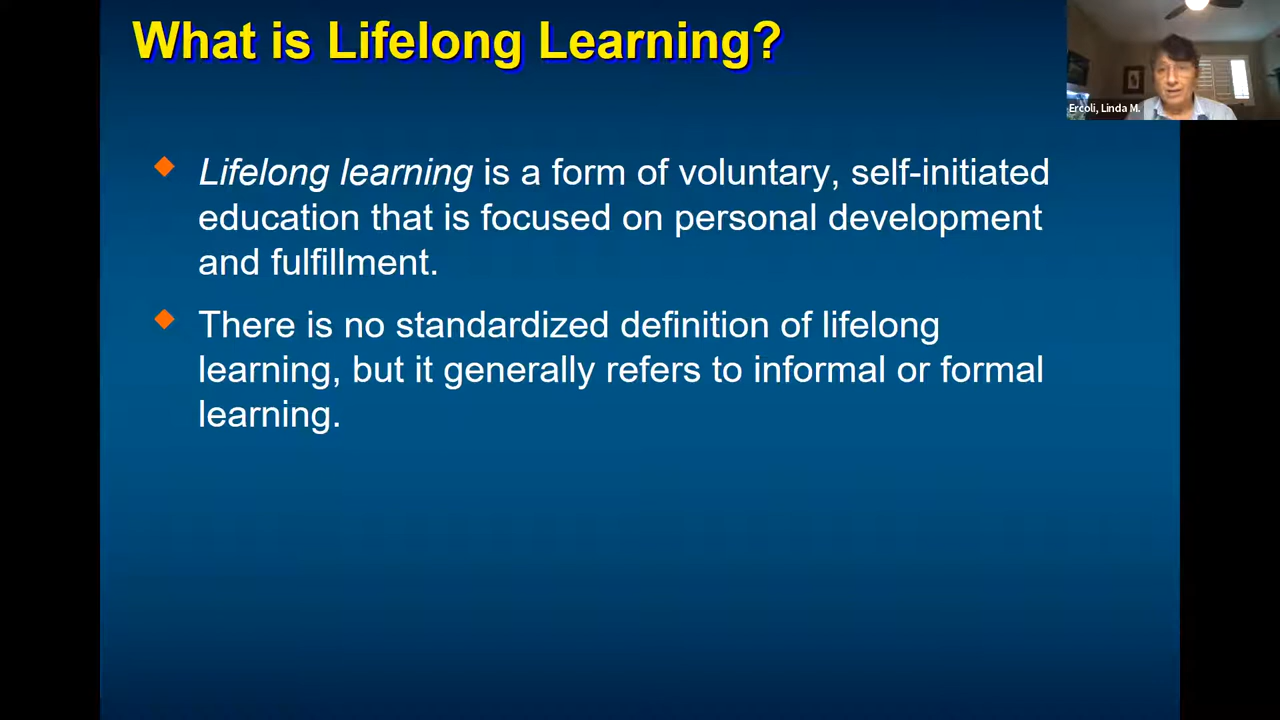 What is Lifelong Learning?
Ercoli, Linda M.
Lifelong learning is a form of voluntary, self-initiated
education that is focused on personal development
and fulfillment.
There is no standardized definition of lifelong
learning, but it generally refers to informal or formal
learning.